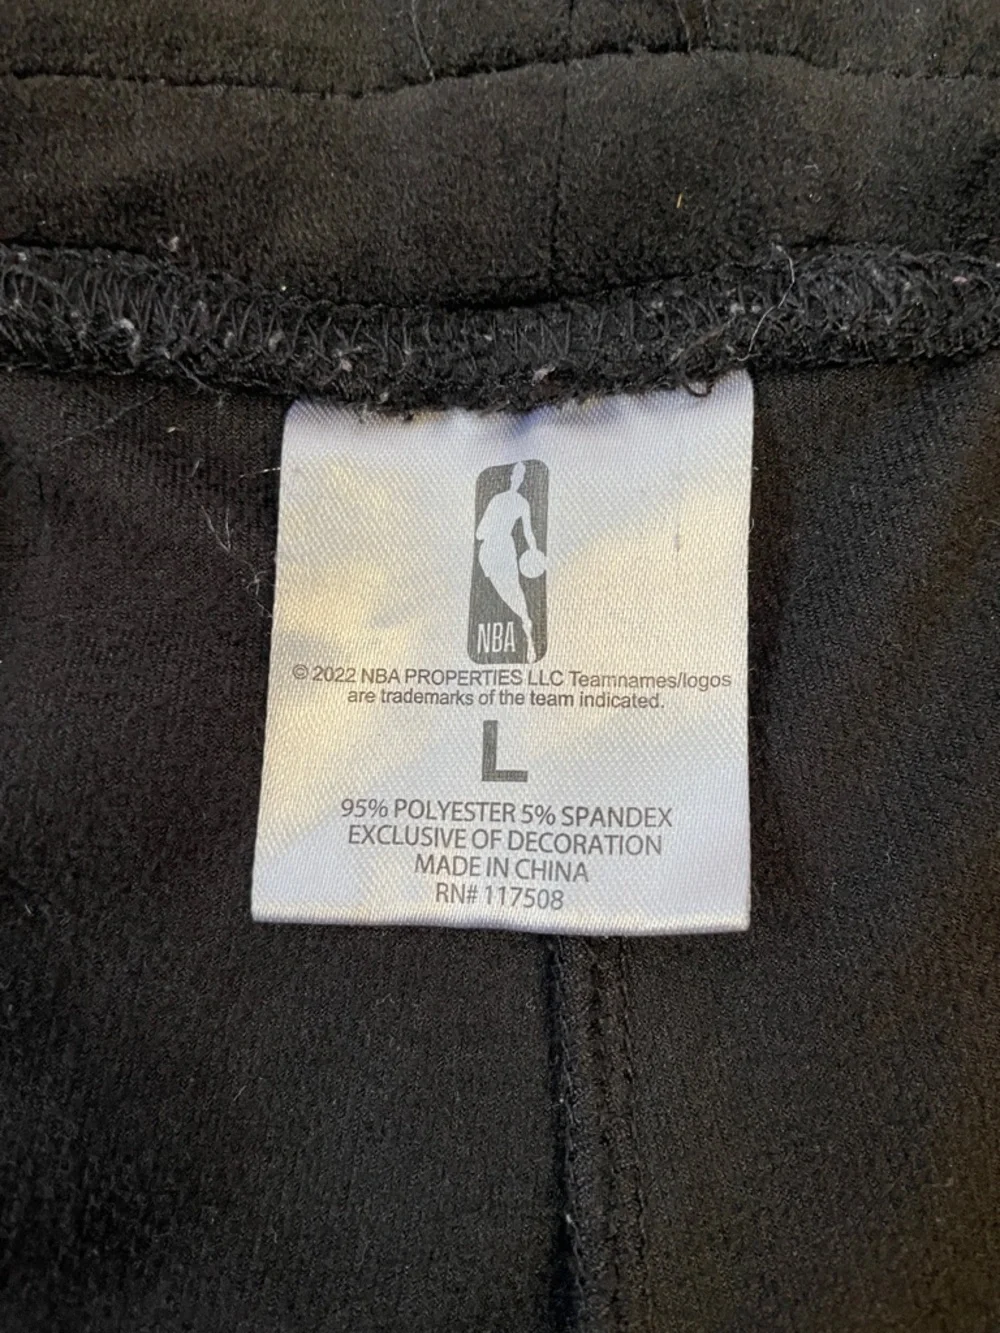 NBA
© 2022 NBA PROPERTIES LLC Teamnames/logos
are trademarks of the team indicated.
L
95% POLYESTER 5% SPANDEX
EXCLUSIVE OF DECORATION
MADE IN CHINA
RN# 117508